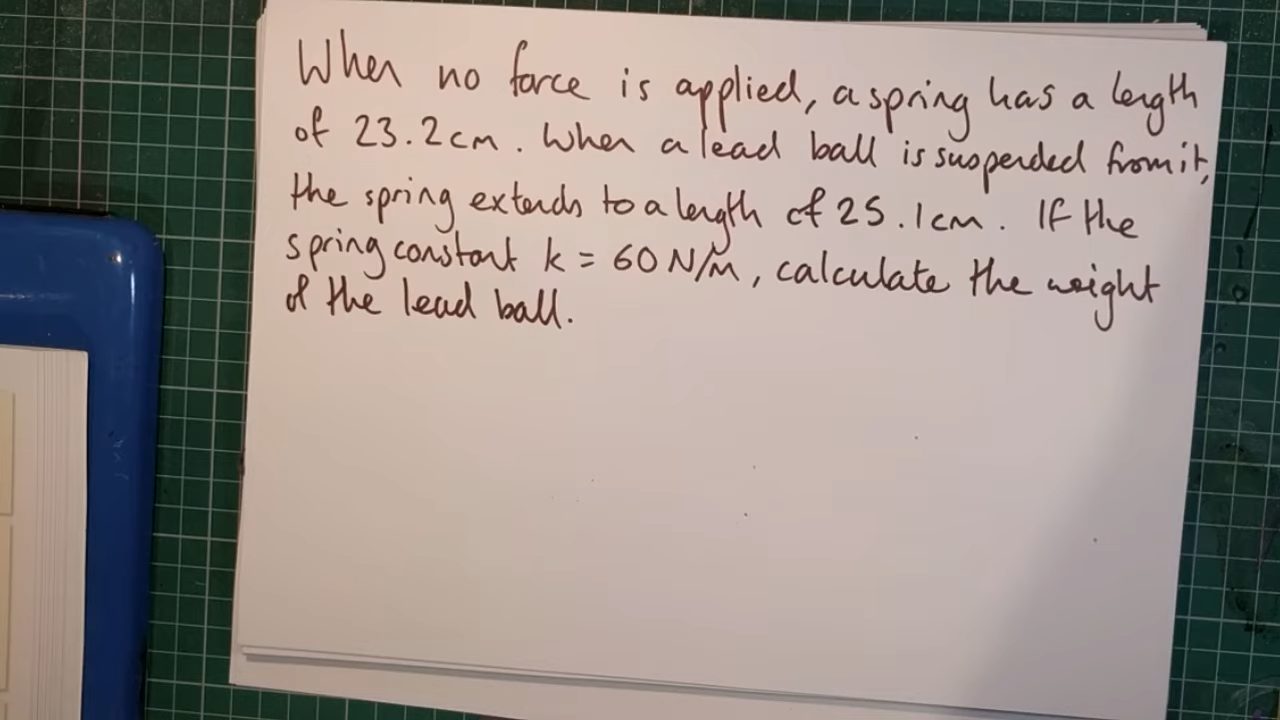 When no force is applied, a spring has a length
of 23.2cm. When a lead ball is suspended from it,
the spring extends to a length of 25.1cm. If the
spring constant k = 60 N/m, calculate the weight
of the lead ball.